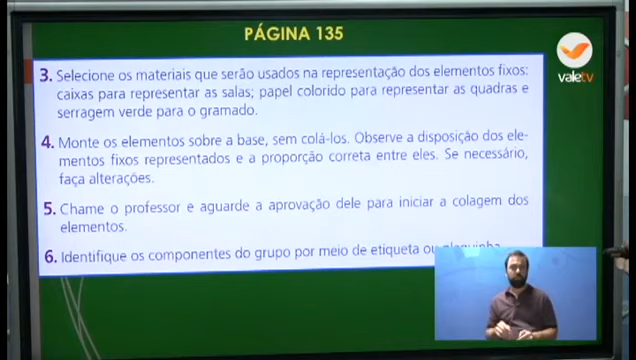 PÁGINA 135
valetv
3. Selecione os materiais que serão usados na representação dos elementos fixos:
caixas para representar as salas; papel colorido para representar as quadras e
serragem verde para o gramado.
4. Monte os elementos sobre a base, sem colá-los. Observe a disposição dos ele-
mentos fixos representados e a proporção correta entre eles. Se necessário,
faça alterações.
5. Chame o professor e aguarde a aprovação dele para iniciar a colagem dos
elementos.
6. Identifique os componentes do grupo por meio de etiqueta ou